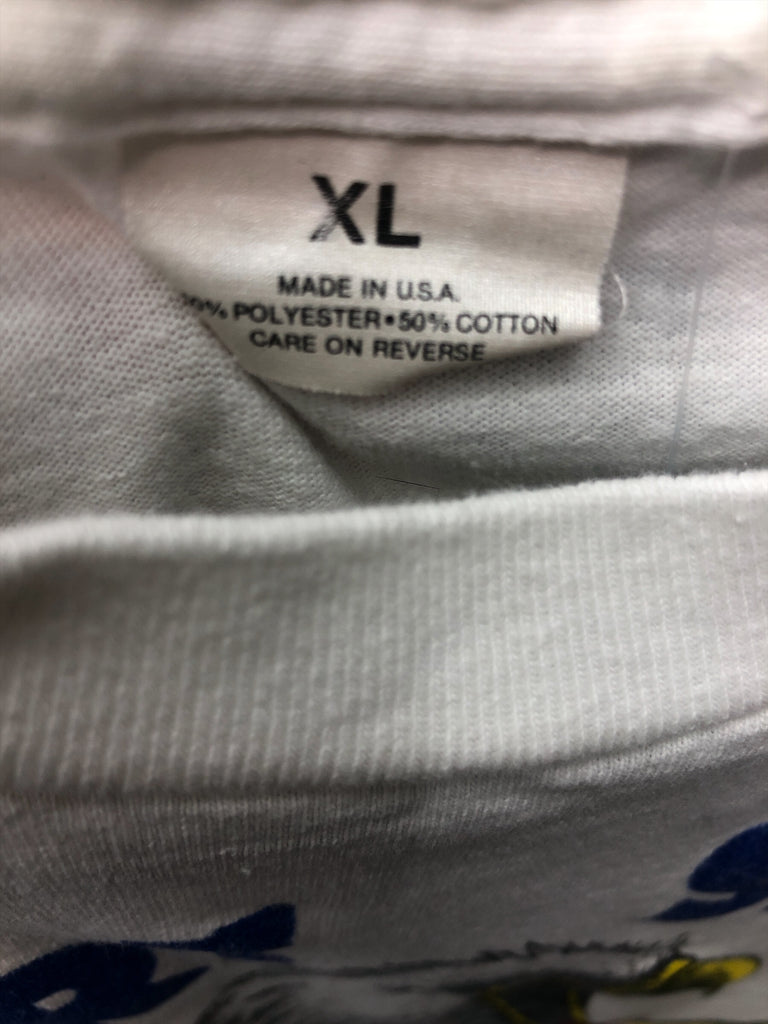 XL
MADE IN U.S.A.
% POLYESTER•50% COTTON
CARE ON REVERSE